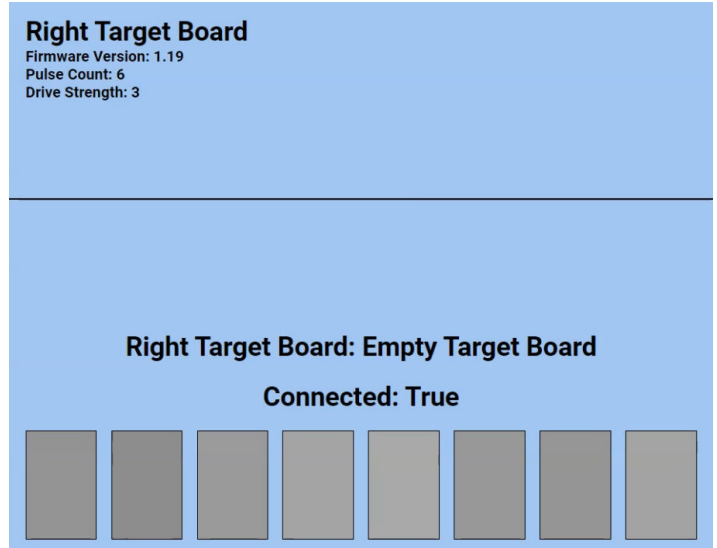 Right Target Board
Firmware Version: 1.19
Pulse Count: 6
Drive Strength: 3
Right Target Board: Empty Target Board
Connected: True